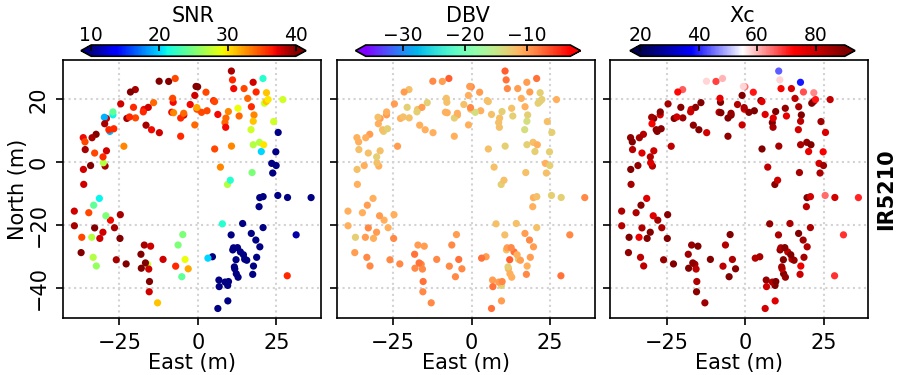 SNR DBV Xc
10 20 30 40 −30 −20 −10 20 40 60 80
20
0
−20
−40
North (m)
IR5210
−25 0 25 −25 0 25 −25 0 25
East (m) East (m) East (m)